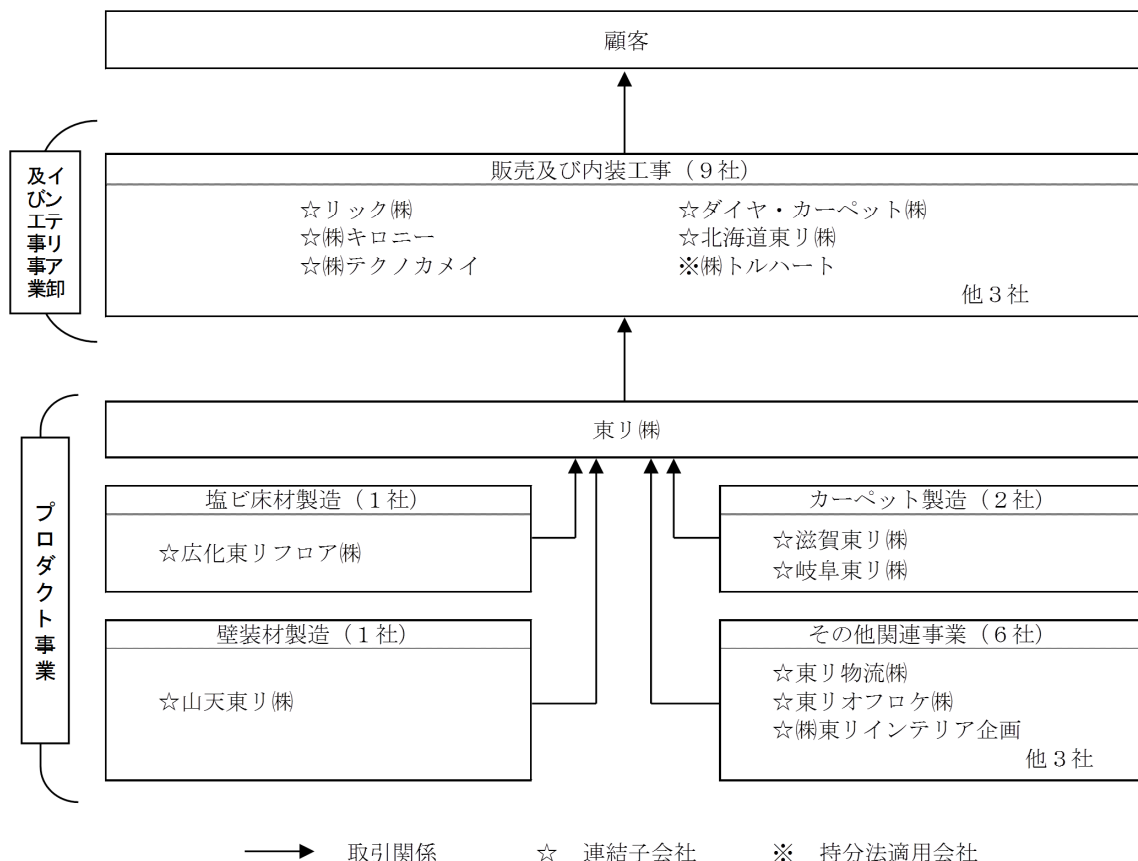 顧客
インテリア卸
及び工事事業
販売及び内装工事（９社）
☆リック㈱
☆ダイヤ・カーペット㈱
☆㈱キロニー
☆北海道東リ㈱
☆㈱テクノカメイ
※㈱トルハート
他３社
プロダクト事業
東リ㈱
塩ビ床材製造（１社）
☆広化東リフロア㈱
カーペット製造（２社）
☆滋賀東リ㈱
☆岐阜東リ㈱
壁装材製造（１社）
☆山天東リ㈱
その他関連事業（６社）
☆東リ物流㈱
☆東リオフロケ㈱
☆㈱東リインテリア企画
他３社
取引関係 ☆ 連結子会社 ※ 持分法適用会社